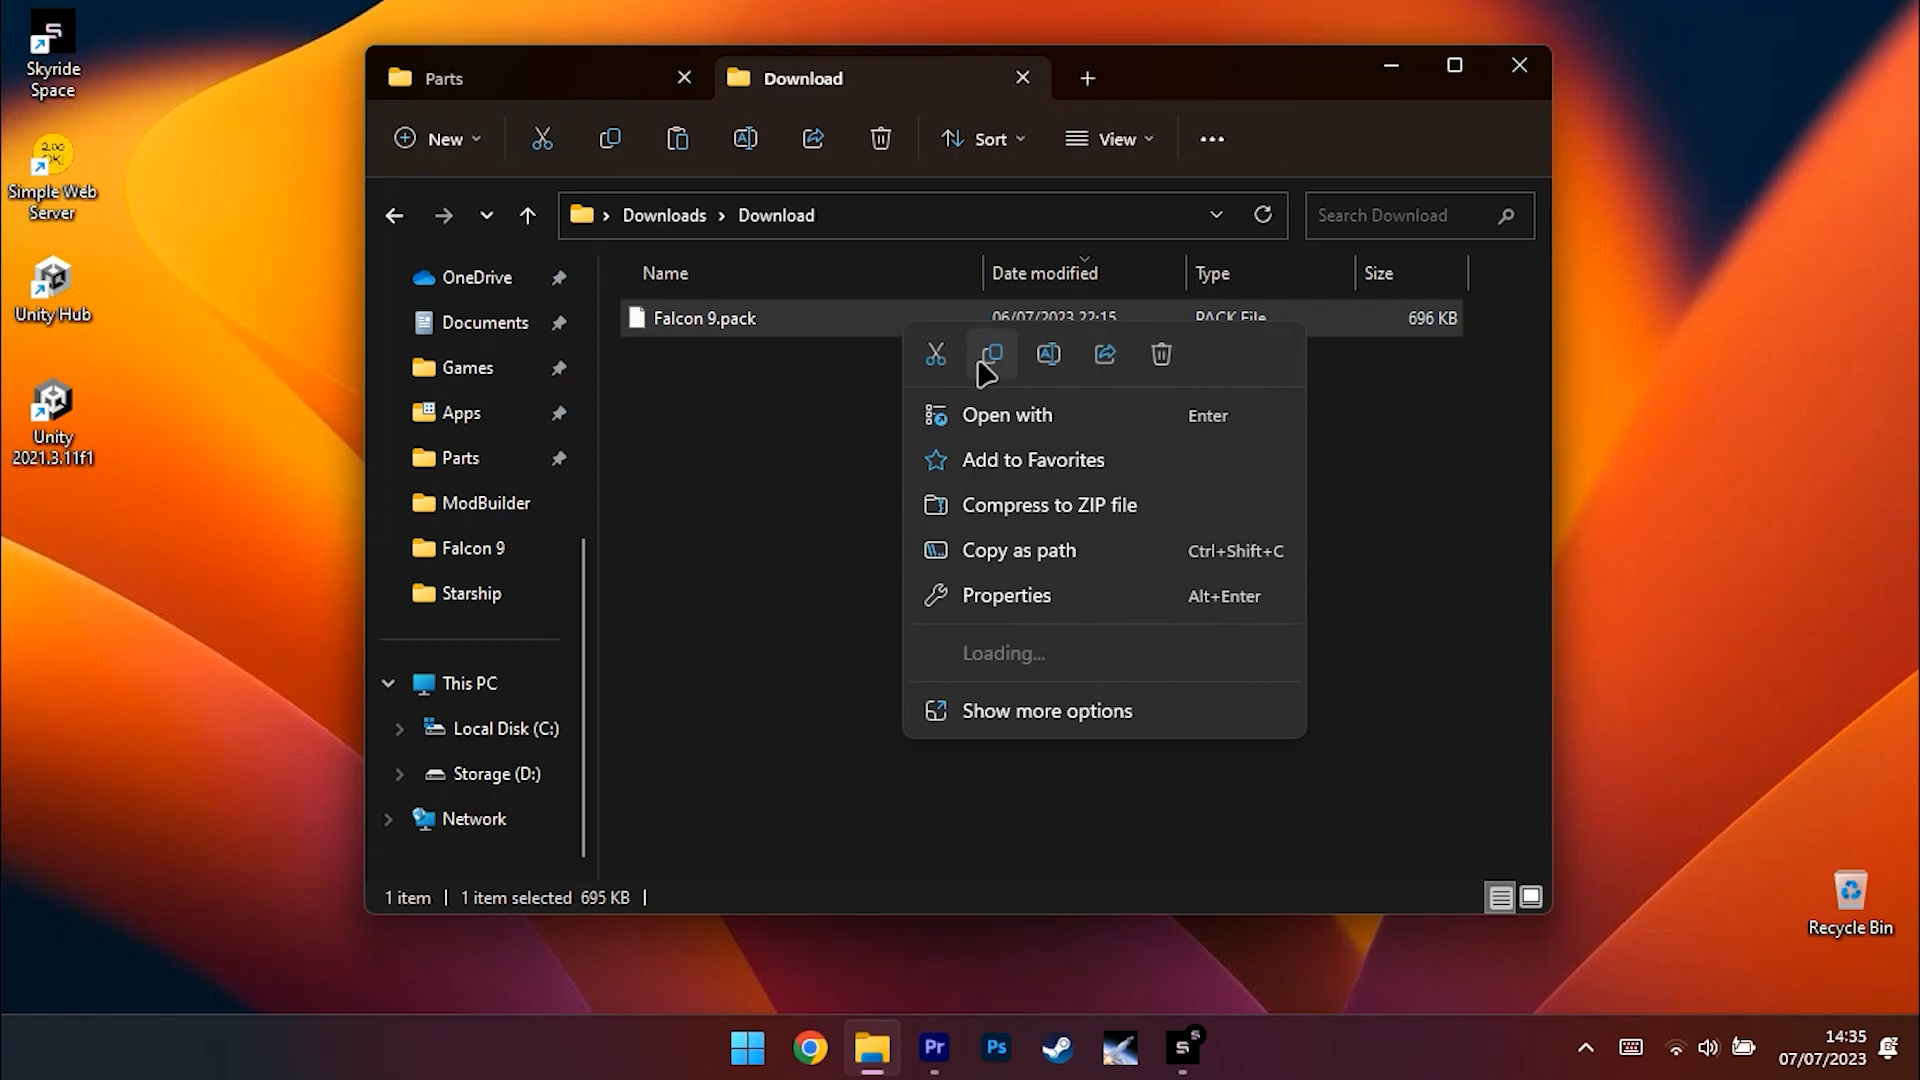 Skyride
Space
200
OK!
Simple Web
Server
Unity Hub
Unity
2021.3.11f1
Parts
Download
New
Sort
View
Downloads
Download
Search Download
Name
Date modified
Type
Size
Falcon 9.pack
06/07/2023 22:15
PACK File
696 KB
OneDrive
Documents
Games
Apps
Parts
ModBuilder
Falcon 9
Starship
This PC
Local Disk (C:)
Storage (D:)
Network
Open with
Enter
Add to Favorites
Compress to ZIP file
Copy as path
Ctrl+Shift+C
Properties
Alt+Enter
Loading...
Show more options
1 item
1 item selected 695 KB
Recycle Bin
Pr
Ps
14:35
07/07/2023